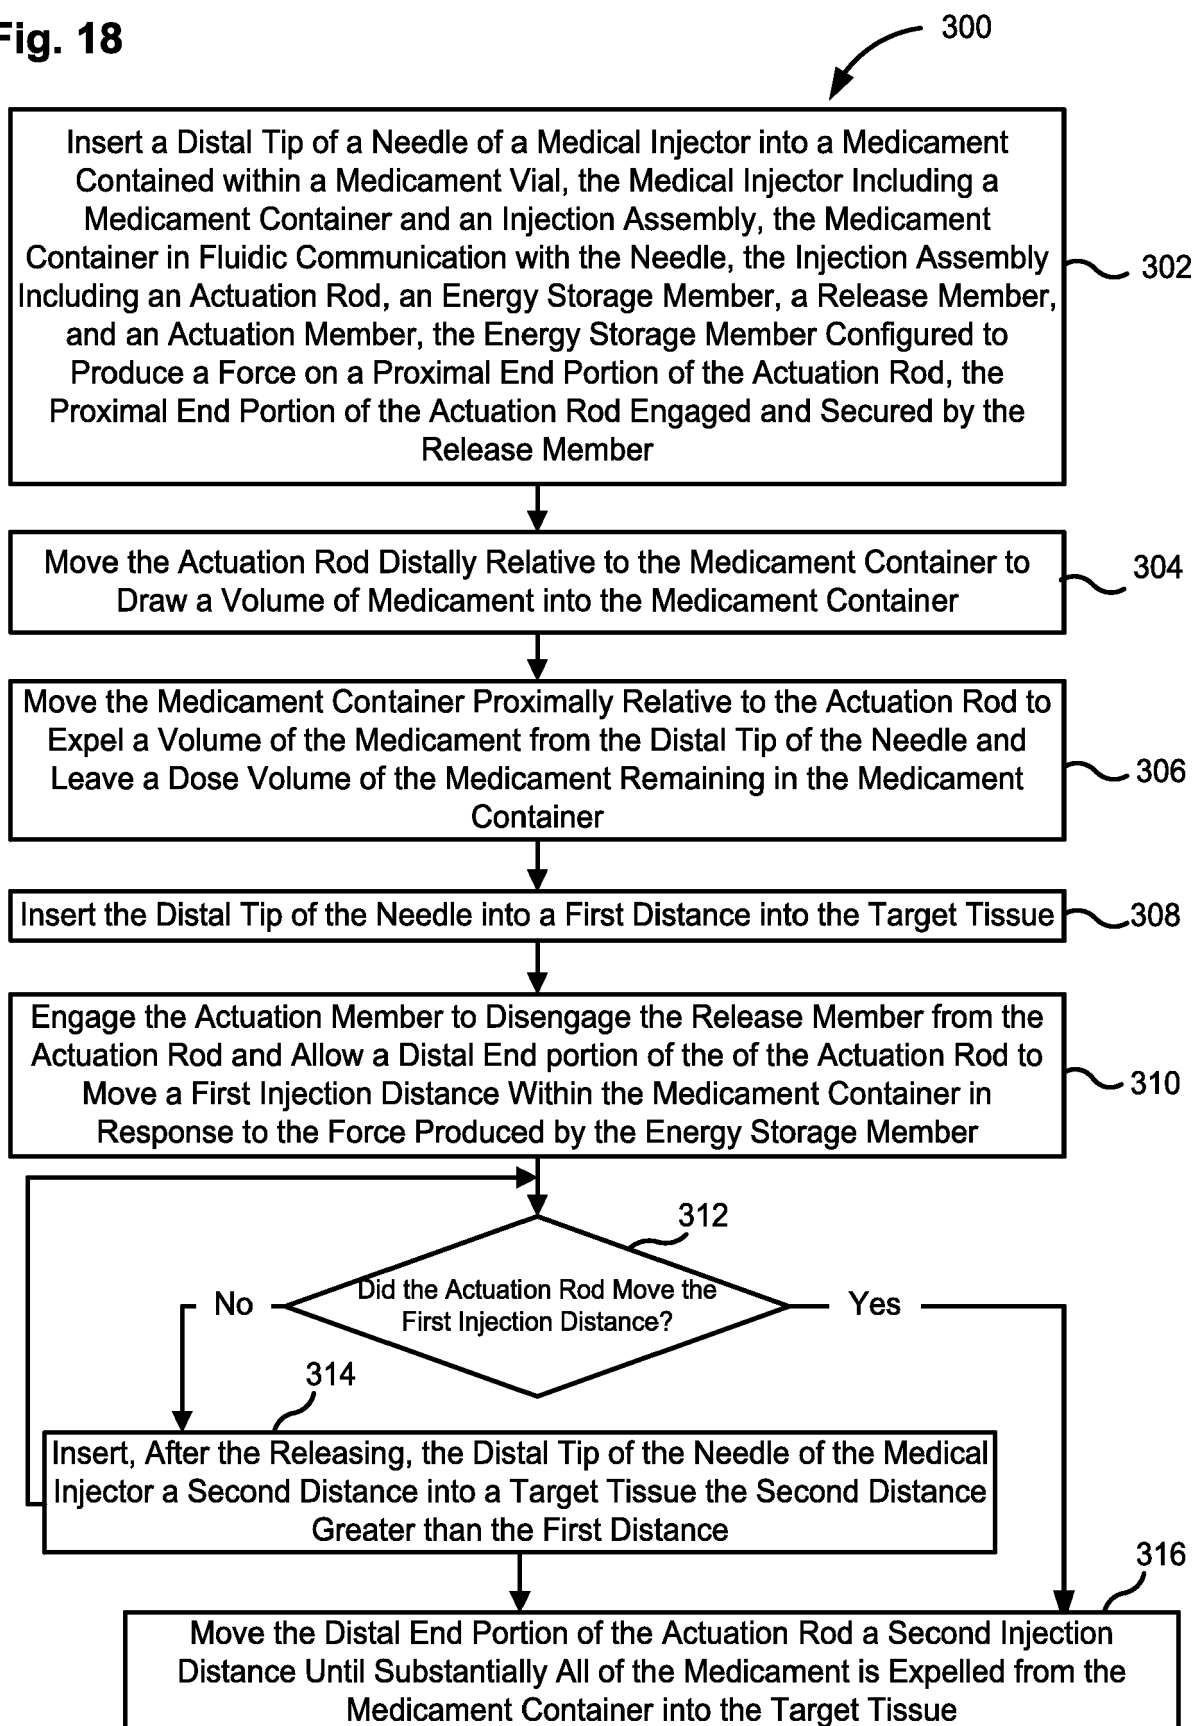 Fig. 18
300
Insert a Distal Tip of a Needle of a Medical Injector into a Medicament
Contained within a Medicament Vial, the Medical Injector Including a
Medicament Container and an Injection Assembly, the Medicament
Container in Fluidic Communication with the Needle, the Injection Assembly
Including an Actuation Rod, an Energy Storage Member, a Release Member,
and an Actuation Member, the Energy Storage Member Configured to
Produce a Force on a Proximal End Portion of the Actuation Rod, the
Proximal End Portion of the Actuation Rod Engaged and Secured by the
Release Member
302
Move the Actuation Rod Distally Relative to the Medicament Container to
Draw a Volume of Medicament into the Medicament Container
304
Move the Medicament Container Proximally Relative to the Actuation Rod to
Expel a Volume of the Medicament from the Distal Tip of the Needle and
Leave a Dose Volume of the Medicament Remaining in the Medicament
Container
306
Insert the Distal Tip of the Needle into a First Distance into the Target Tissue
308
Engage the Actuation Member to Disengage the Release Member from the
Actuation Rod and Allow a Distal End portion of the of the Actuation Rod to
Move a First Injection Distance Within the Medicament Container in
Response to the Force Produced by the Energy Storage Member
310
312
Did the Actuation Rod Move the
First Injection Distance?
No
Yes
314
Insert, After the Releasing, the Distal Tip of the Needle of the Medical
Injector a Second Distance into a Target Tissue the Second Distance
Greater than the First Distance
316
Move the Distal End Portion of the Actuation Rod a Second Injection
Distance Until Substantially All of the Medicament is Expelled from the
Medicament Container into the Target Tissue